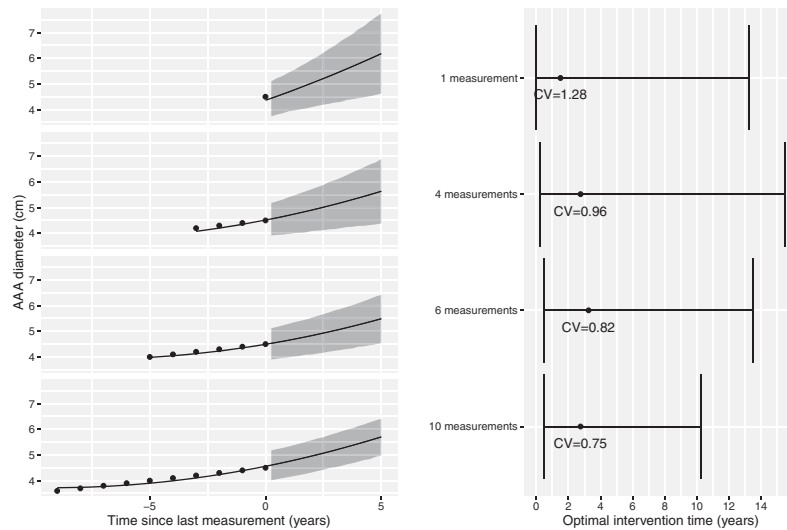 AAA diameter (cm)
7
6
5
4
7
6
5
4
7
6
5
4
7
6
5
4
−5
0
5
Time since last measurement (years)
1 measurement
CV=1.28
4 measurements
CV=0.96
6 measurements
CV=0.82
10 measurements
CV=0.75
0
2
4
6
8
10
12
14
Optimal intervention time (years)